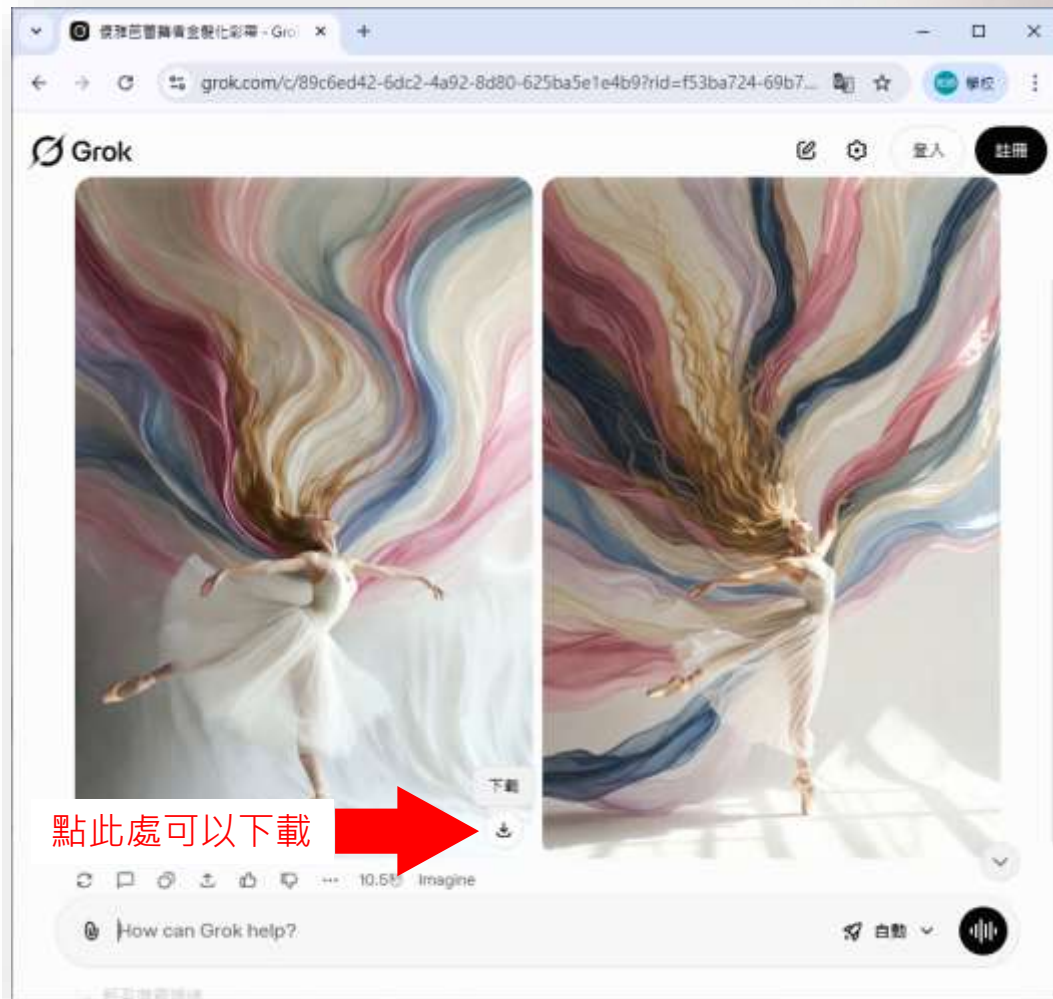 優雅芭蕾舞者金髮化彩帶 - Gro
grok.com/c/89c6ed42-6dc2-4a92-8d80-625ba5e1e4b9?rid=f53ba724-69b7...
學校
Grok
登入
註冊
下載
點此處可以下載
10.5秒 Imagine
How can Grok help?
自動